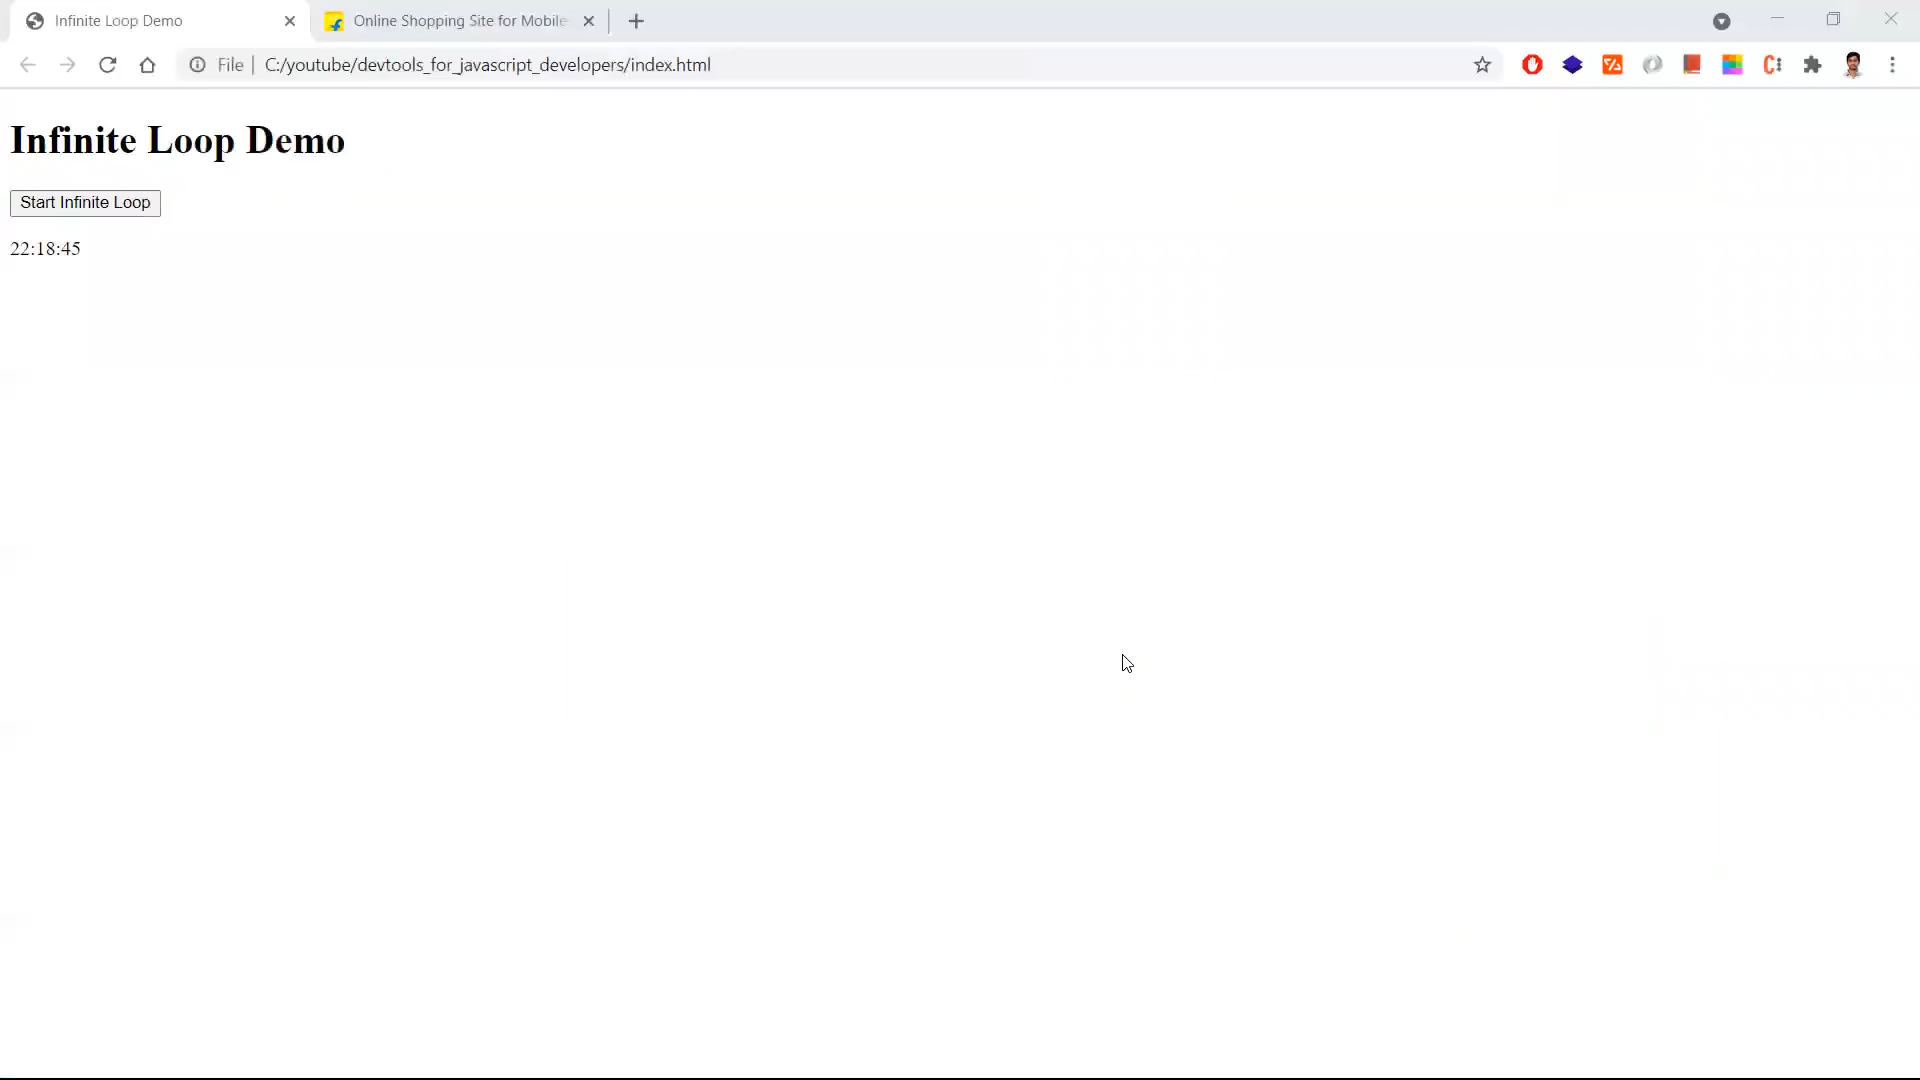 Infinite Loop Demo
Online Shopping Site for Mobile
File
C:/youtube/devtools_for_javascript_developers/index.html
Infinite Loop Demo
Start Infinite Loop
22:18:45